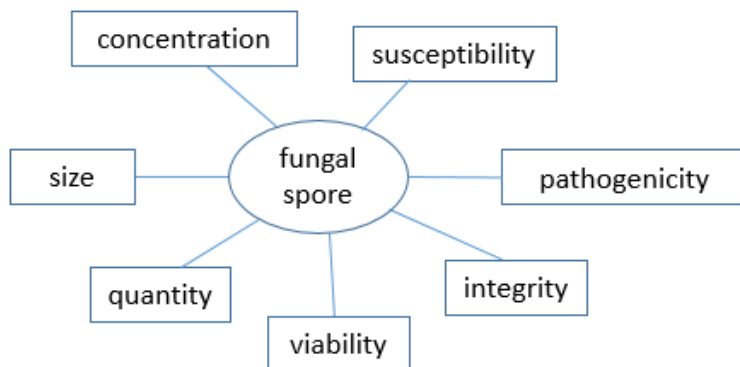 concentration
susceptibility
fungal
spore
size
pathogenicity
quantity
integrity
viability